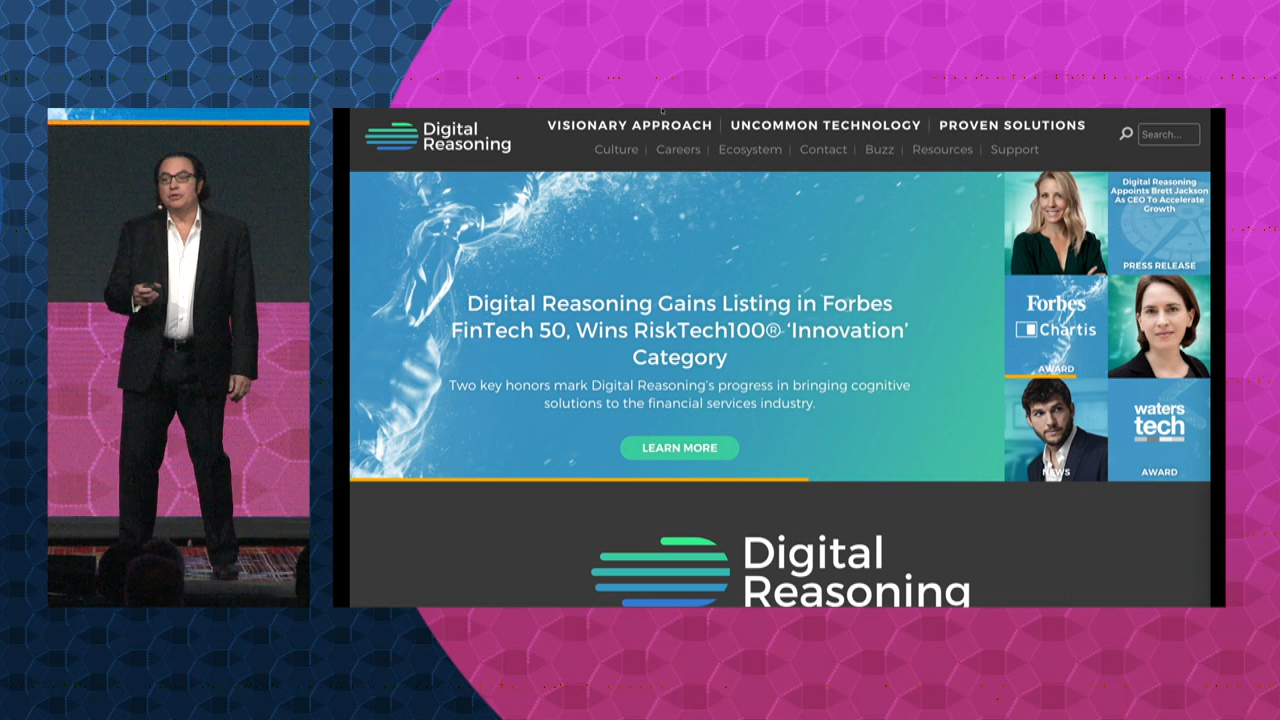 Digital
Reasoning
VISIONARY APPROACH
UNCOMMON TECHNOLOGY
PROVEN SOLUTIONS
Culture
Careers
Ecosystem
Contact
Buzz
Resources
Support
Search...
Digital Reasoning Gains Listing in Forbes
FinTech 50, Wins RiskTech100® ‘Innovation’
Category
Two key honors mark Digital Reasoning's progress in bringing cognitive
solutions to the financial services industry.
LEARN MORE
Digital Reasoning
Appoints Brett Jackson
As CEO To Accelerate
Growth
PRESS RELEASE
Forbes
Chartis
AWARD
NEWS
waters
tech
AWARD
Digital
Reasoning